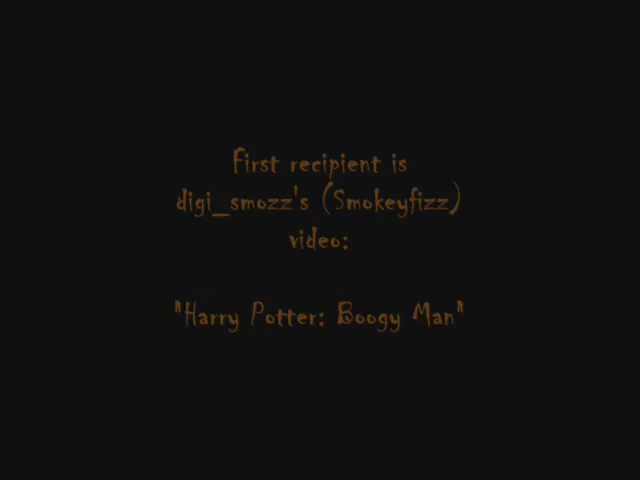 First recipient is
digi_smozz's (Smokeyfizz)
video:
"Harry Potter: Boogy Man"